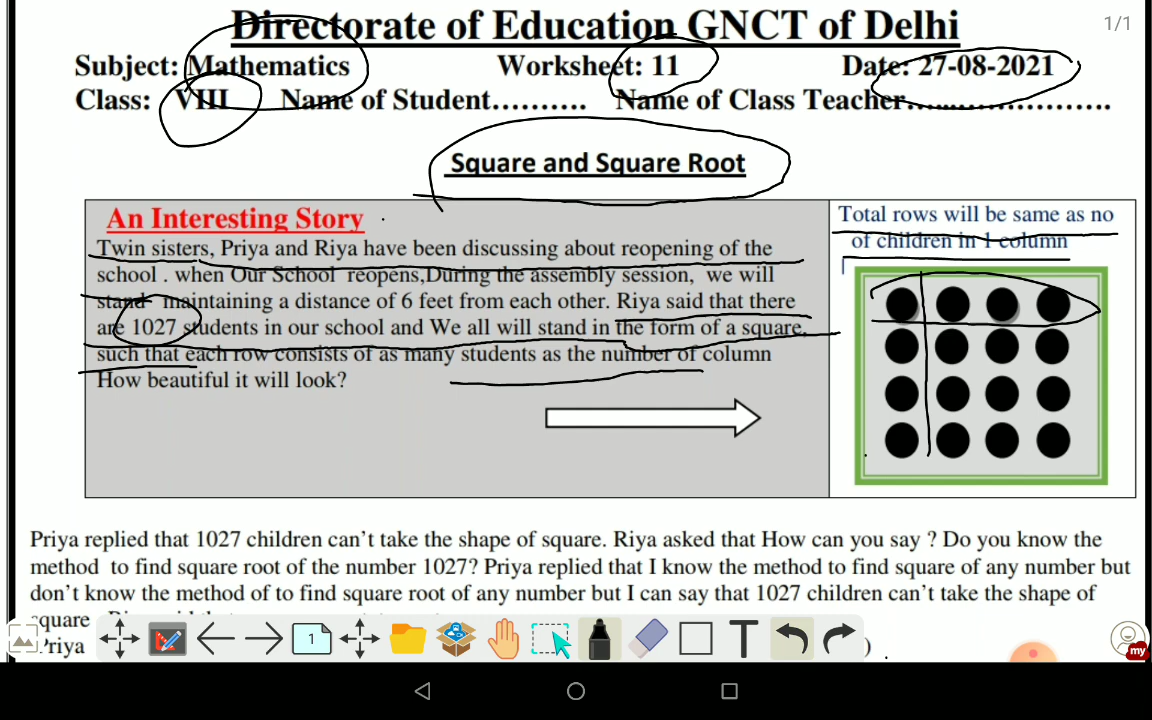 Directorate of Education GNCT of Delhi
1/1
Subject: Mathematics Worksheet: 11 Date: 27-08-2021
Class: VIII Name of Student.......... Name of Class Teacher......................
Square and Square Root
An Interesting Story
Twin sisters, Priya and Riya have been discussing about reopening of the
school . when Our School reopens,During the assembly session, we will
stand maintaining a distance of 6 feet from each other. Riya said that there
are 1027 students in our school and We all will stand in the form of a square,
such that each row consists of as many students as the number of column
How beautiful it will look?
Total rows will be same as no
of children in 1 column
Priya replied that 1027 children can't take the shape of square. Riya asked that How can you say ? Do you know the
method to find square root of the number 1027? Priya replied that I know the method to find square of any number but
don't know the method of to find square root of any number but I can say that 1027 children can't take the shape of
square
Priya )
1
T
my